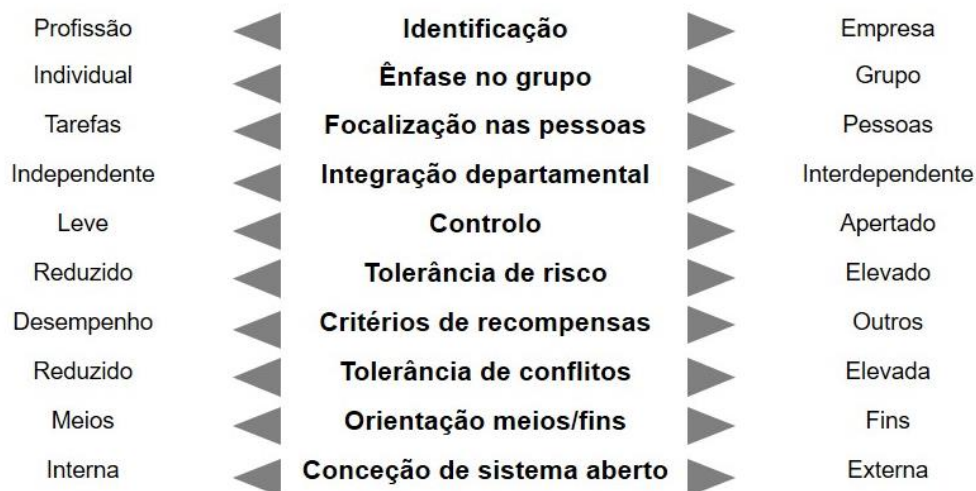 Profissão Identificação Empresa
Individual Ênfase no grupo Grupo
Tarefas Focalização nas pessoas Pessoas
Independente Integração departamental Interdependente
Leve Controlo Apertado
Reduzido Tolerância de risco Elevado
Desempenho Critérios de recompensas Outros
Reduzido Tolerância de conflitos Elevada
Meios Orientação meios/fins Fins
Interna Conceção de sistema aberto Externa